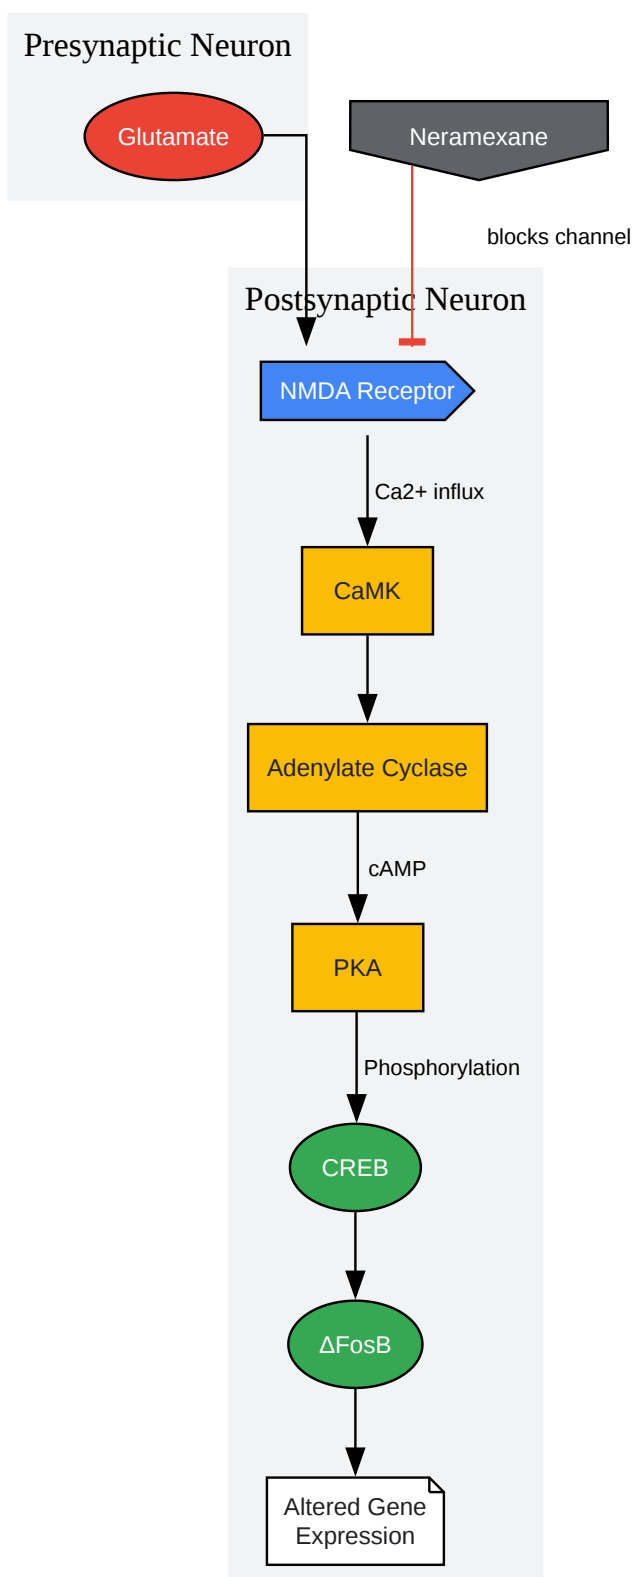 Presynaptic Neuron
Glutamate
Neramexane
blocks channel
Postsynaptic Neuron
NMDA Receptor
Ca2+ influx
CaMK
Adenylate Cyclase
cAMP
PKA
Phosphorylation
CREB
ΔFosB
Altered Gene
Expression